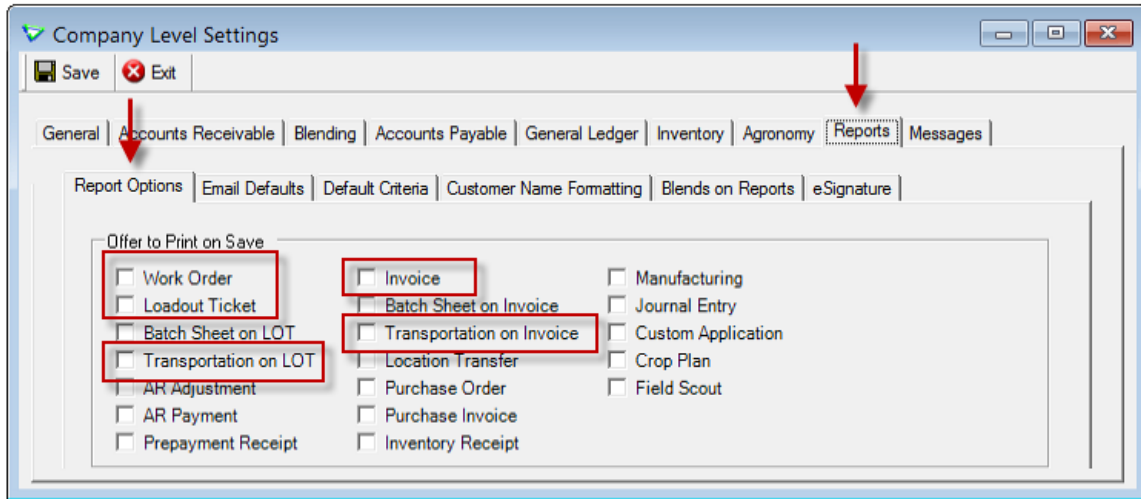 Company Level Settings
Save Exit
General Accounts Receivable Blending Accounts Payable General Ledger Inventory Agronomy Reports Messages
Report Options Email Defaults Default Criteria Customer Name Formatting Blends on Reports eSignature
Offer to Print on Save
Work Order Invoice Manufacturing
Loadout Ticket Batch Sheet on Invoice Journal Entry
Batch Sheet on LOT Transportation on Invoice Custom Application
Transportation on LOT Location Transfer Crop Plan
AR Adjustment Purchase Order Field Scout
AR Payment Purchase Invoice
Prepayment Receipt Inventory Receipt